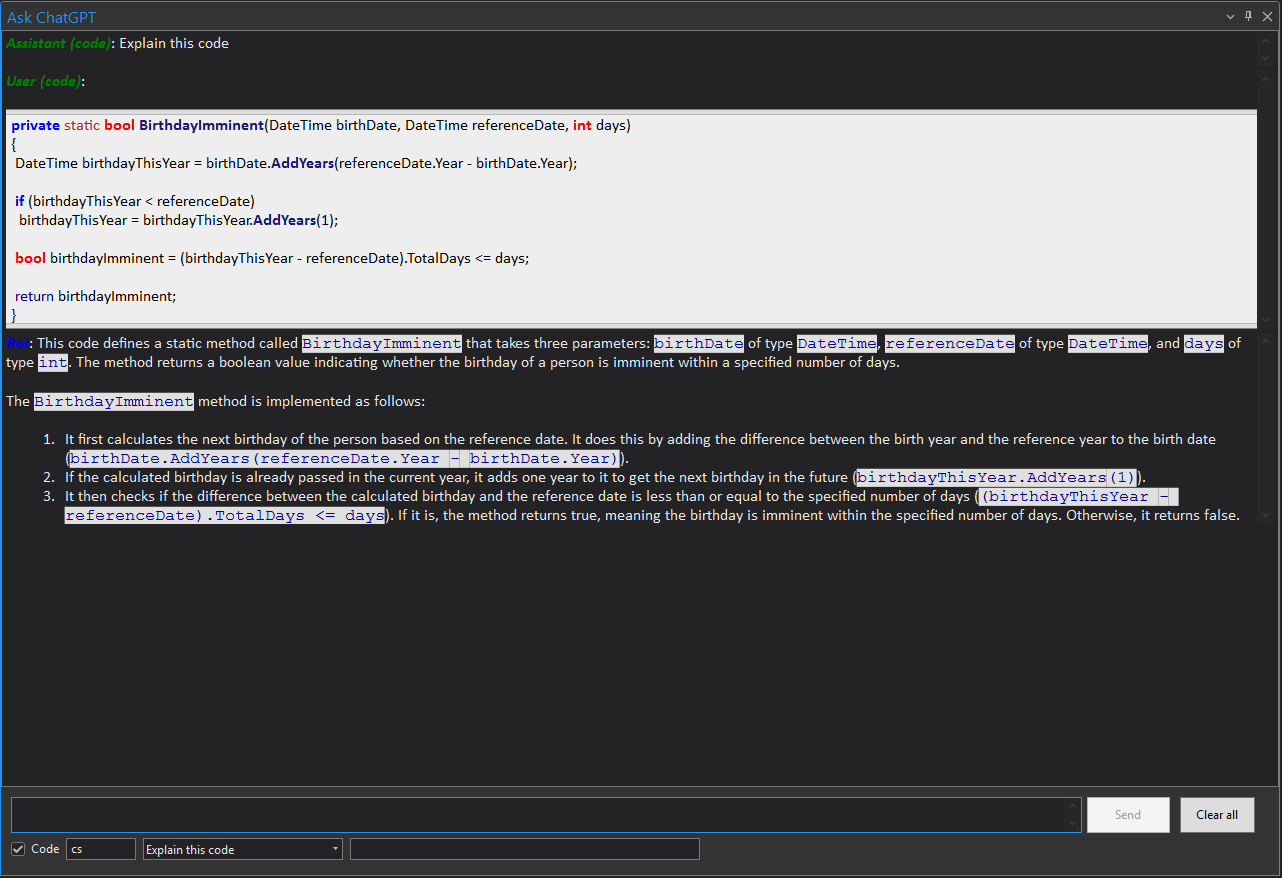 Ask ChatGPT
Assistant (code): Explain this code
User (code):
private static bool BirthdayImminent(DateTime birthDate, DateTime referenceDate, int days)
{
DateTime birthdayThisYear = birthDate.AddYears(referenceDate.Year - birthDate.Year);
if (birthdayThisYear < referenceDate)
birthdayThisYear = birthdayThisYear.AddYears(1);
bool birthdayImminent = (birthdayThisYear - referenceDate).TotalDays <= days;
return birthdayImminent;
}
Bot: This code defines a static method called BirthdayImminent that takes three parameters: birthDate of type DateTime, referenceDate of type DateTime, and days of
type int. The method returns a boolean value indicating whether the birthday of a person is imminent within a specified number of days.
The BirthdayImminent method is implemented as follows:
1. It first calculates the next birthday of the person based on the reference date. It does this by adding the difference between the birth year and the reference year to the birth date
(birthDate.AddYears(referenceDate.Year - birthDate.Year)).
2. If the calculated birthday is already passed in the current year, it adds one year to it to get the next birthday in the future (birthdayThisYear.AddYears(1)).
3. It then checks if the difference between the calculated birthday and the reference date is less than or equal to the specified number of days ((birthdayThisYear -
referenceDate).TotalDays <= days). If it is, the method returns true, meaning the birthday is imminent within the specified number of days. Otherwise, it returns false.
Send
Clear all
Code
cs
Explain this code